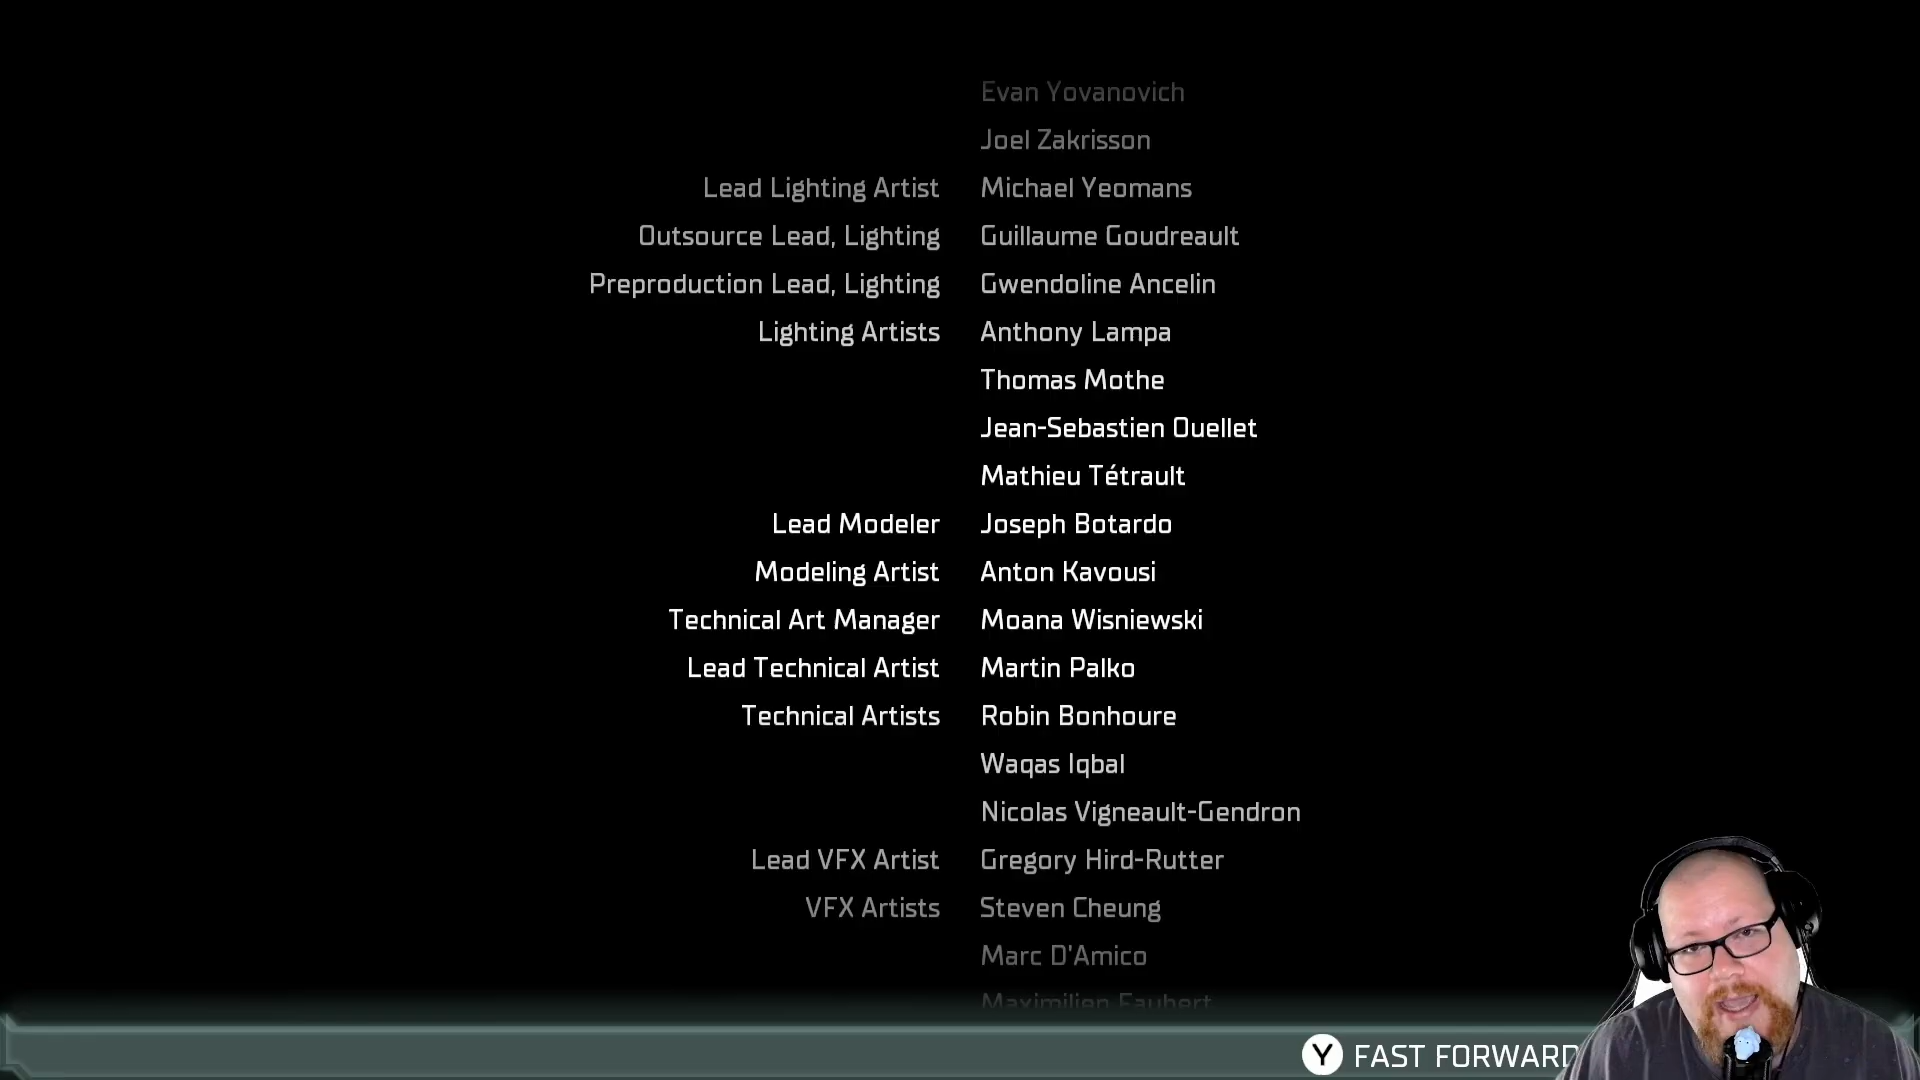 Evan Yovanovich
Joel Zakrisson
Lead Lighting Artist Michael Yeomans
Outsource Lead, Lighting Guillaume Goudreault
Preproduction Lead, Lighting Gwendoline Ancelin
Lighting Artists Anthony Lampa
Thomas Mothe
Jean-Sebastien Ouellet
Mathieu Tétrault
Lead Modeler Joseph Botardo
Modeling Artist Anton Kavousi
Technical Art Manager Moana Wisniewski
Lead Technical Artist Martin Palko
Technical Artists Robin Bonhoure
Waqas Iqbal
Nicolas Vigneault-Gendron
Lead VFX Artist Gregory Hird-Rutter
VFX Artists Steven Cheung
Marc D'Amico
Maximilien Faubert
Y FAST FORWARD